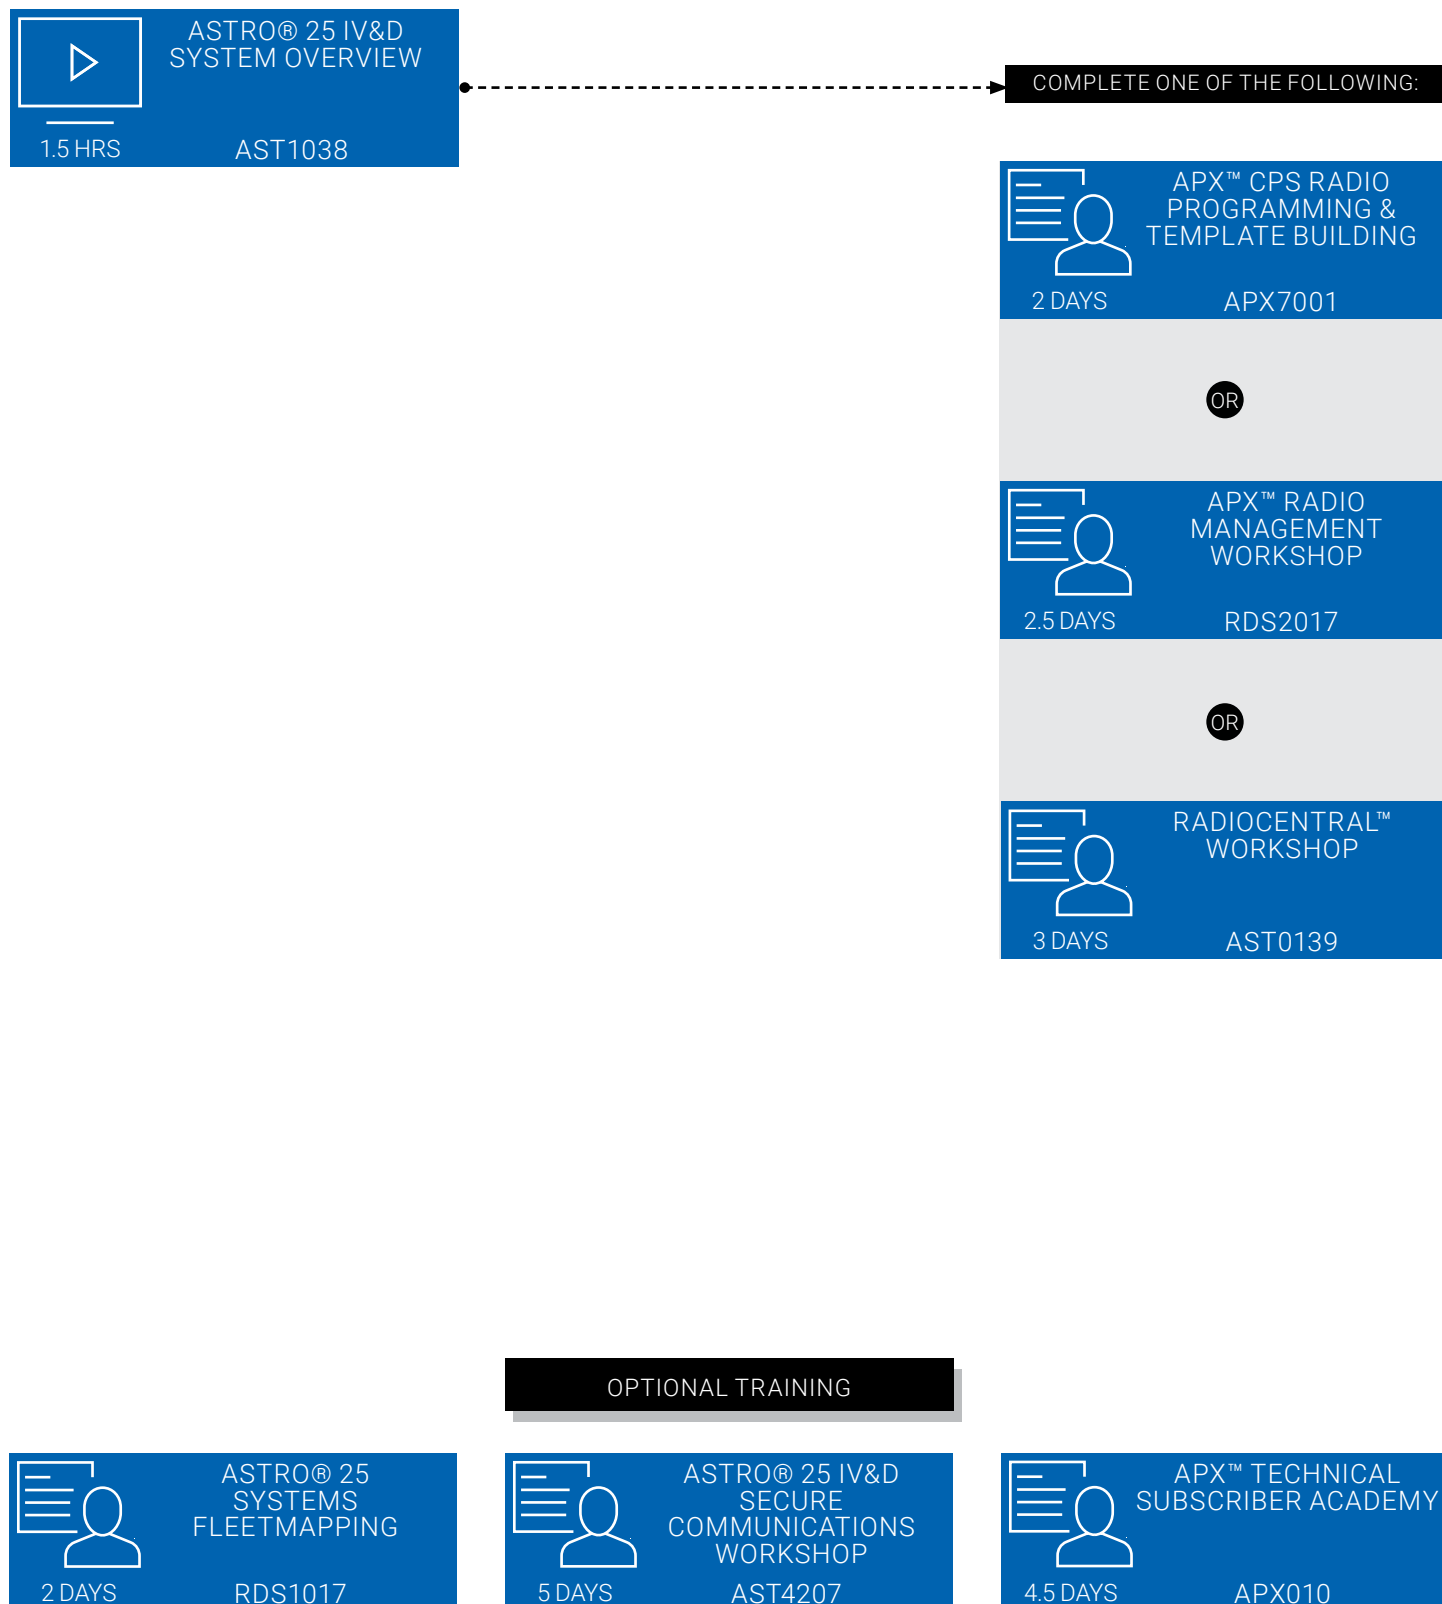 ASTRO® 25 IV&D
SYSTEM OVERVIEW
1.5 HRS
AST1038
COMPLETE ONE OF THE FOLLOWING:
APX™ CPS RADIO
PROGRAMMING &
TEMPLATE BUILDING
2 DAYS
APX7001
OR
APX™ RADIO
MANAGEMENT
WORKSHOP
2.5 DAYS
RDS2017
OR
RADIOCENTRAL™
WORKSHOP
3 DAYS
AST0139
OPTIONAL TRAINING
ASTRO® 25
SYSTEMS
FLEETMAPPING
2 DAYS
RDS1017
ASTRO® 25 IV&D
SECURE
COMMUNICATIONS
WORKSHOP
5 DAYS
AST4207
APX™ TECHNICAL
SUBSCRIBER ACADEMY
4.5 DAYS
APX010